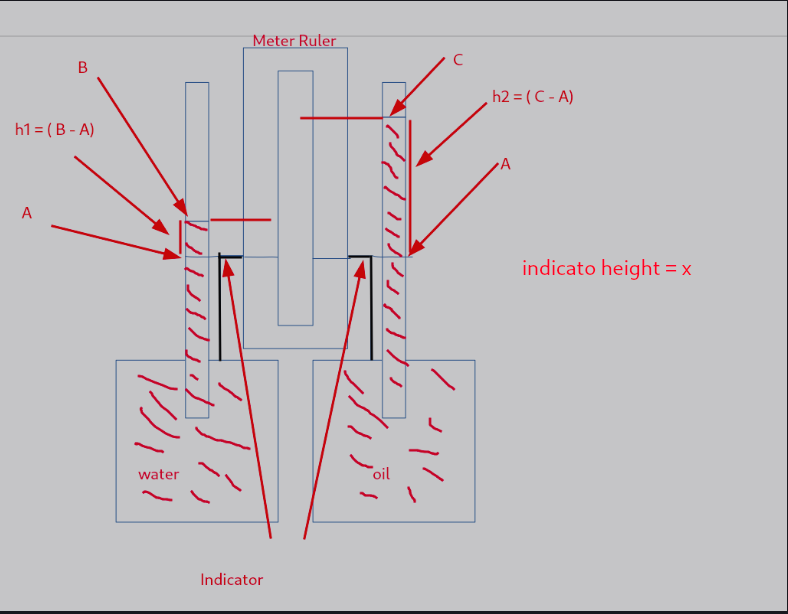 Meter Ruler
B
C
h2 = ( C - A)
h1 = ( B - A)
A
A
indicato height = x
water
oil
Indicator